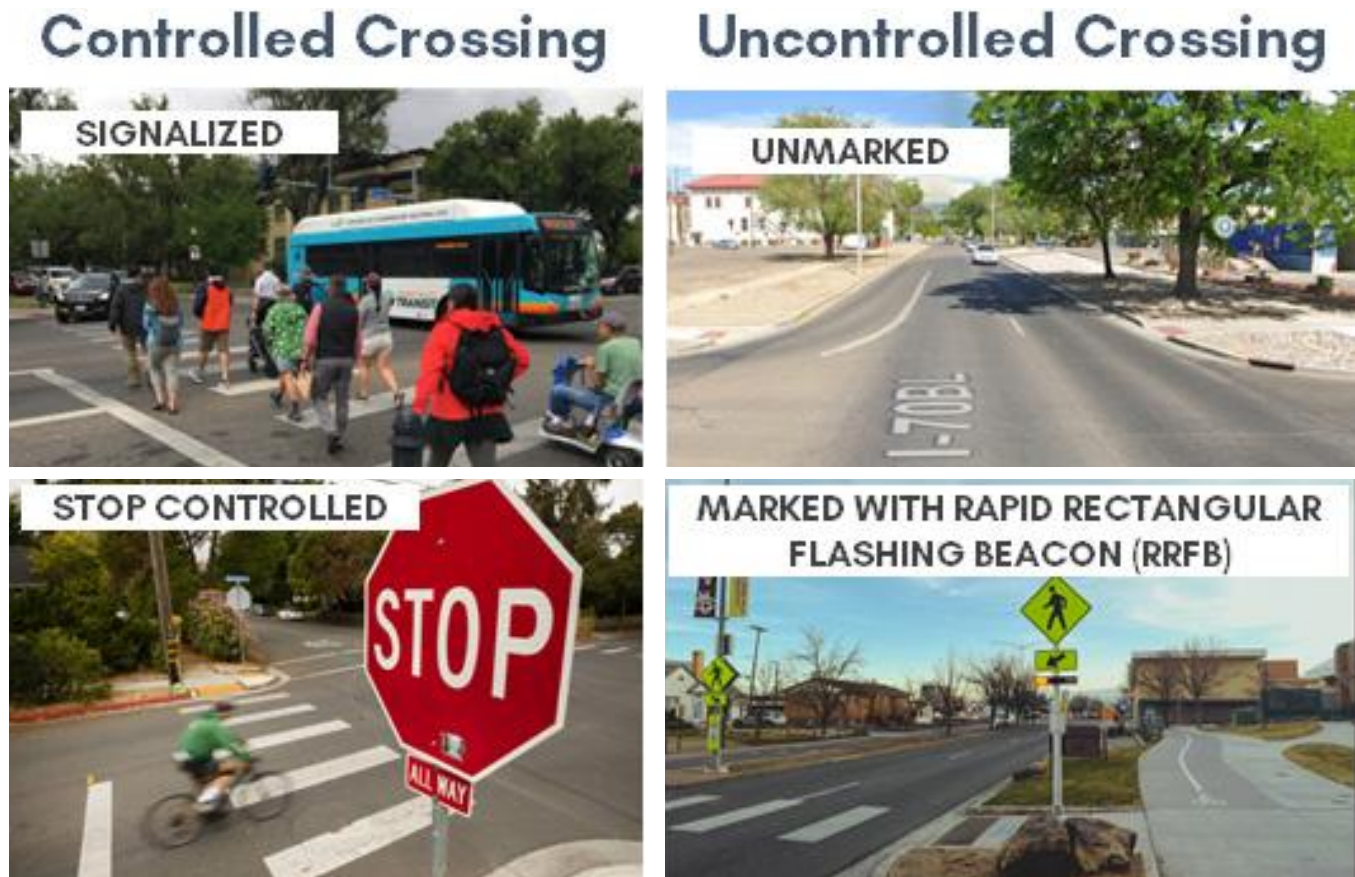 Controlled Crossing
Uncontrolled Crossing
SIGNALIZED
UNMARKED
TRANSIT
I-70BL
STOP CONTROLLED
MARKED WITH RAPID RECTANGULAR
FLASHING BEACON (RRFB)
STOP
ALL WAY